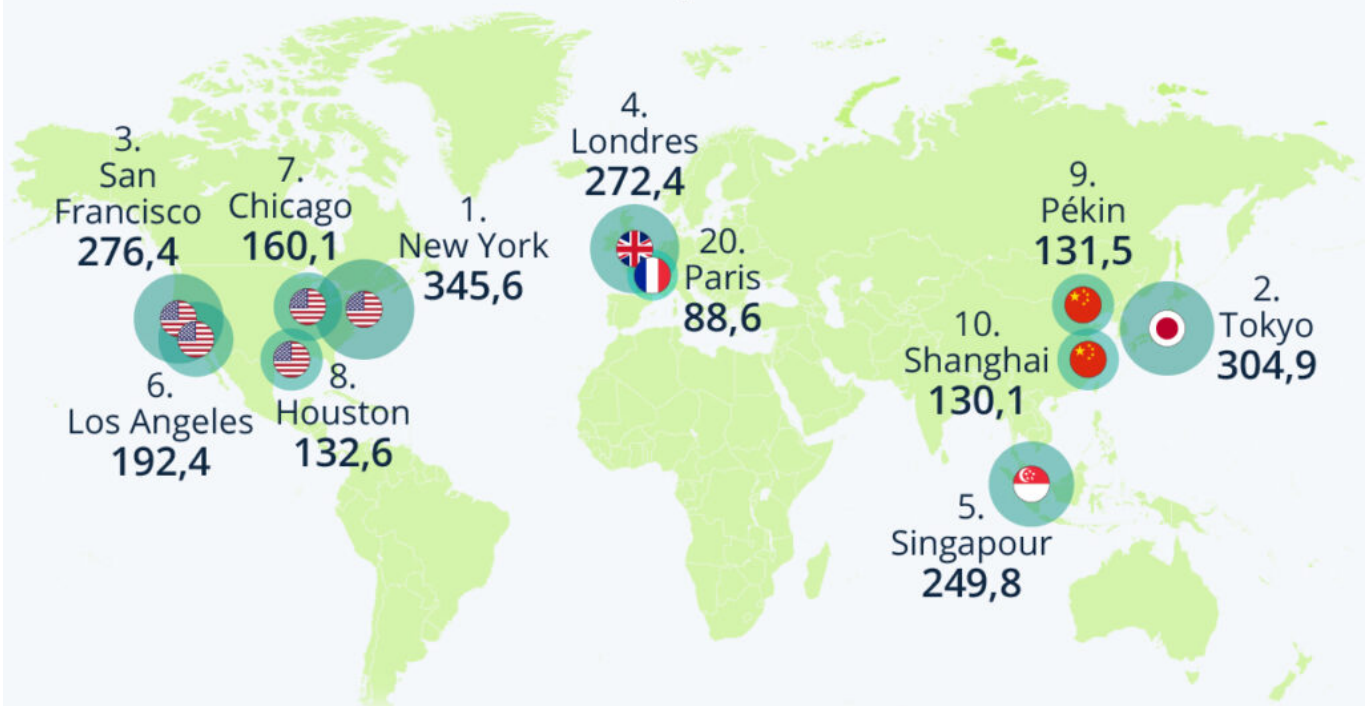 3.
San
Francisco
276,4
7.
Chicago
160,1
1.
New York
345,6
4.
Londres
272,4
20.
Paris
88,6
9.
Pékin
131,5
2.
Tokyo
304,9
10.
Shanghai
130,1
6.
Los Angeles
192,4
8.
Houston
132,6
5.
Singapour
249,8